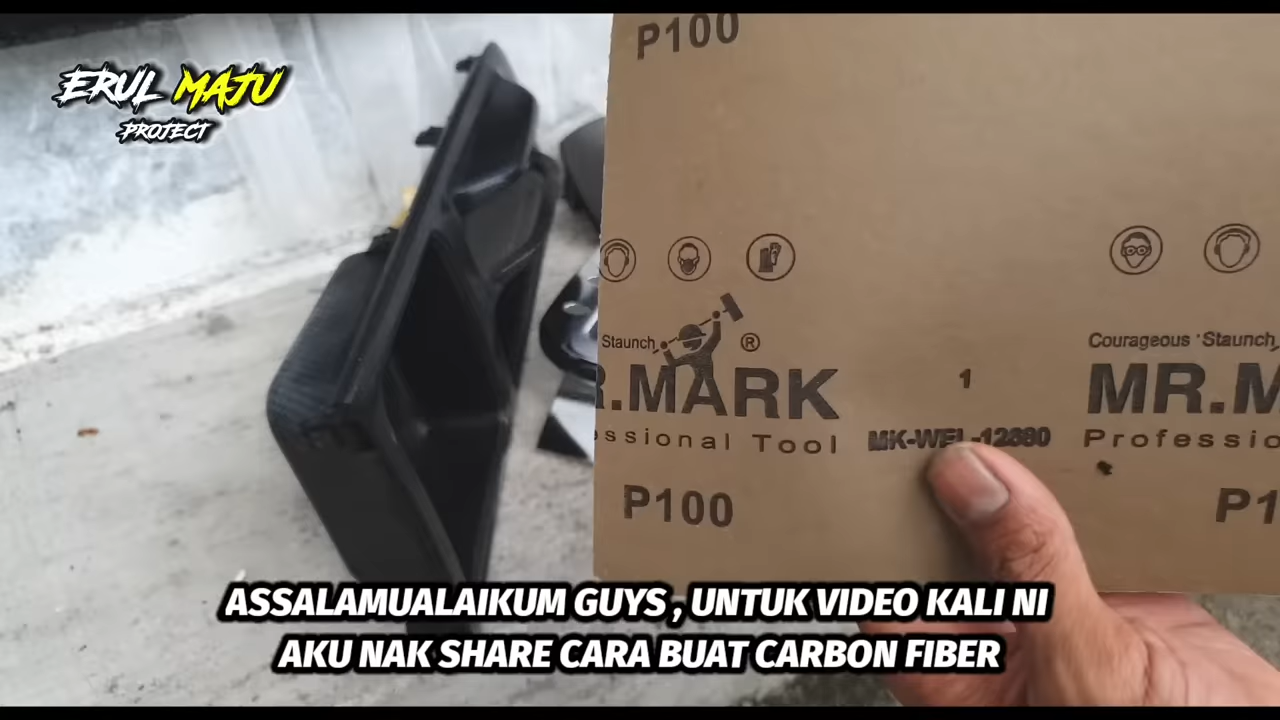 ERUL MAJU
PROJECT
P100
Staunch ®
R.MARK
essional Tool
1
MK-WEL-12880
Courageous Staunch
MR.M
Professio
P100
P1
ASSALAMUALAIKUM GUYS , UNTUK VIDEO KALI NI
AKU NAK SHARE CARA BUAT CARBON FIBER